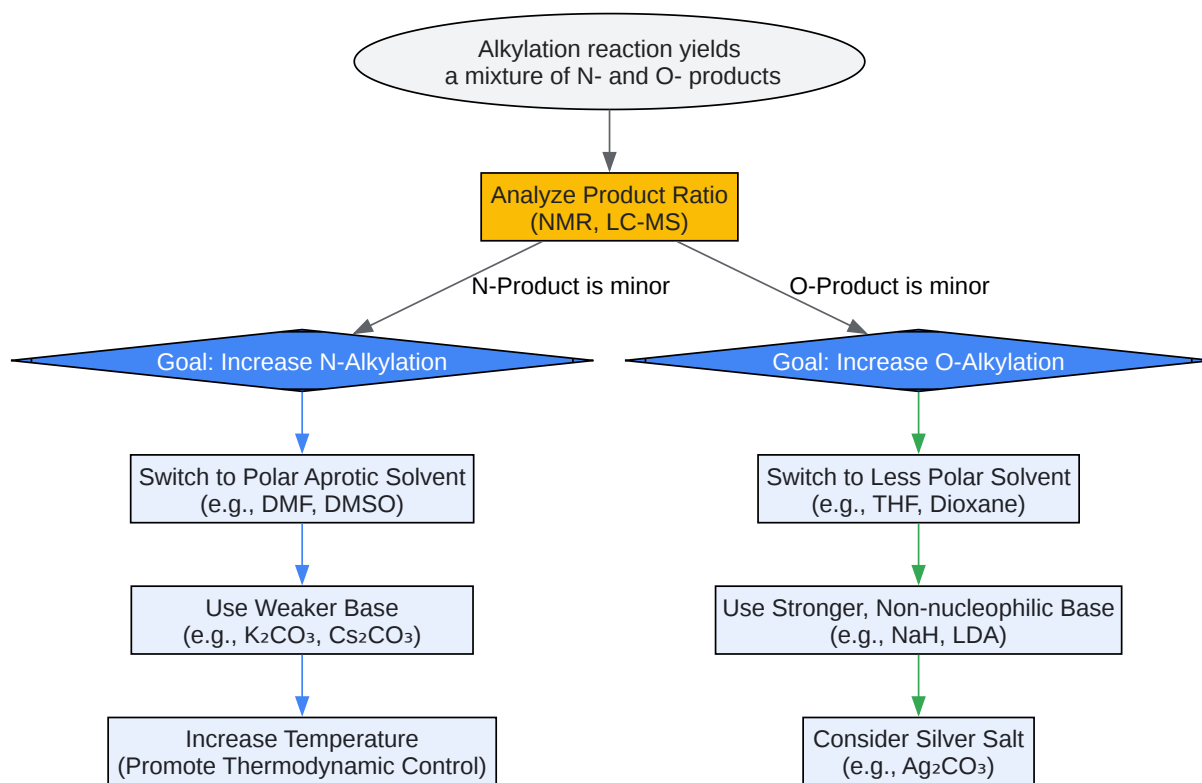 Alkylation reaction yields
a mixture of N- and O- products
Analyze Product Ratio
(NMR, LC-MS)
N-Product is minor
O-Product is minor
Goal: Increase N-Alkylation
Goal: Increase O-Alkylation
Switch to Polar Aprotic Solvent
(e.g., DMF, DMSO)
Switch to Less Polar Solvent
(e.g., THF, Dioxane)
Use Weaker Base
(e.g., K₂CO₃, Cs₂CO₃)
Use Stronger, Non-nucleophilic Base
(e.g., NaH, LDA)
Increase Temperature
(Promote Thermodynamic Control)
Consider Silver Salt
(e.g., Ag₂CO₃)